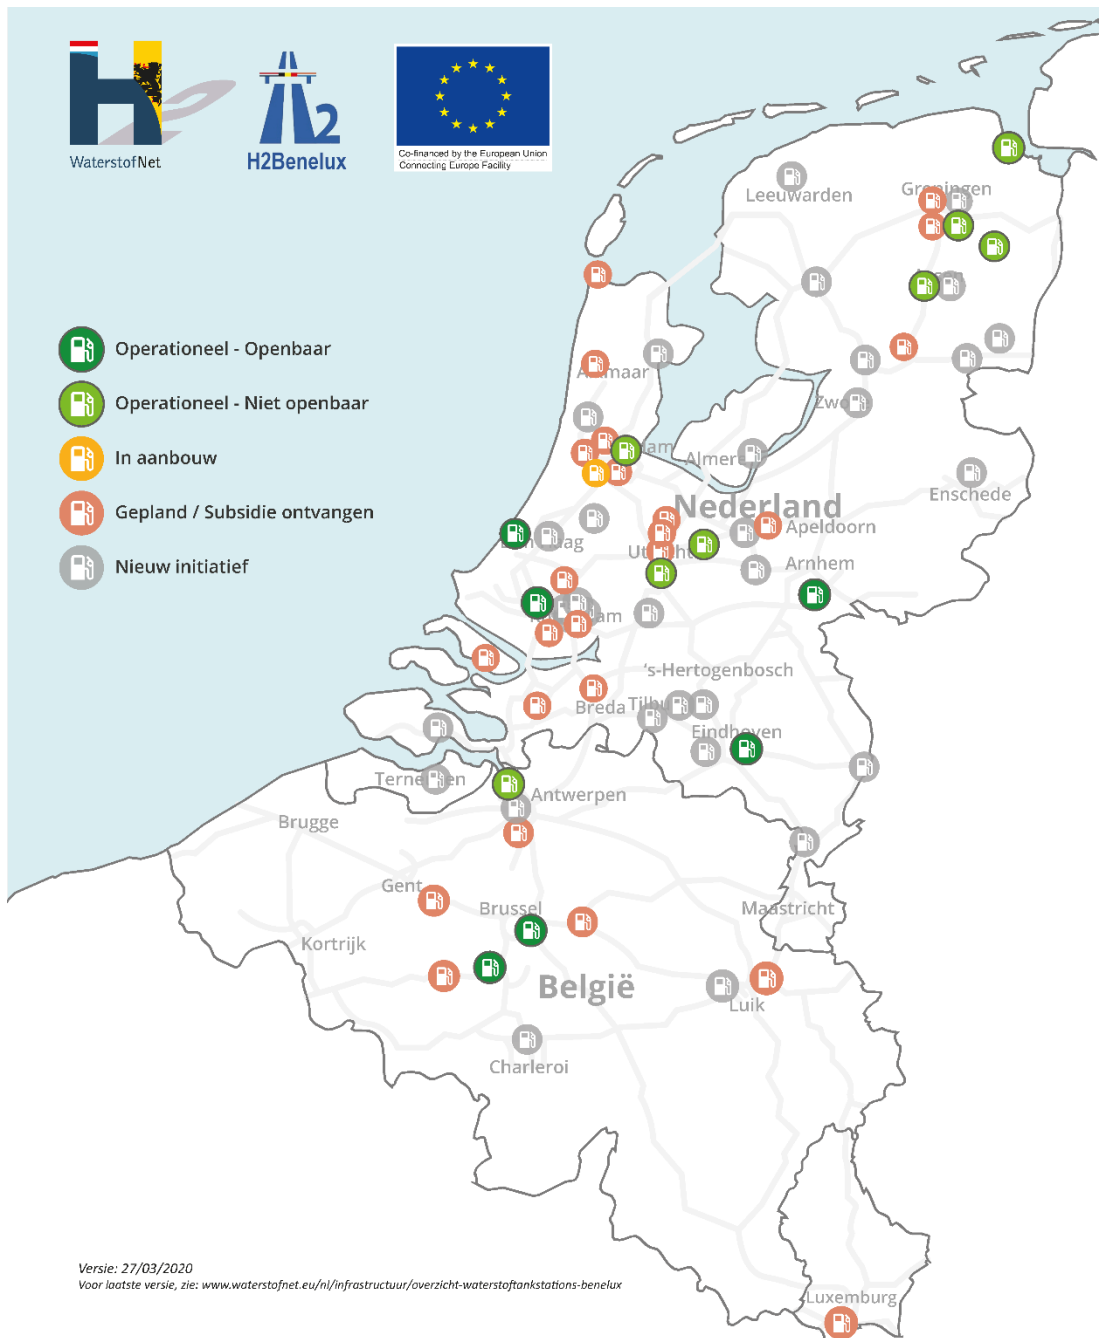 WaterstofNet
H2Benelux
Co-financed by the European Union
Connecting Europe Facility
Leeuwarden
Groningen
Operationeel - Openbaar
Operationeel - Niet openbaar
In aanbouw
Gepland / Subsidie ontvangen
Nieuw initiatief
Almere
Enschede
Nederland
Apeldoorn
Utrecht
Arnhem
's-Hertogenbosch
Breda
Eindhoven
Antwerpen
Brugge
Gent
Brussel
Maastricht
Kortrijk
België
Luik
Charleroi
Versie: 27/03/2020
Voor laatste versie, zie: www.waterstofnet.eu/nl/infrastructuur/overzicht-waterstoftankstations-benelux
Luxemburg